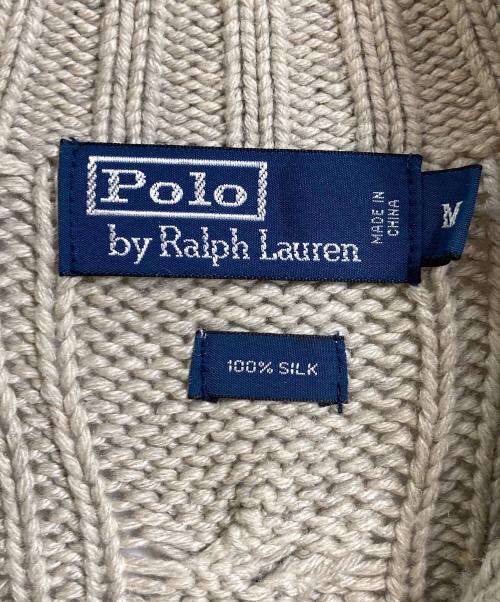 Polo
by Ralph Lauren
MADE IN
CHINA
M
100% SILK